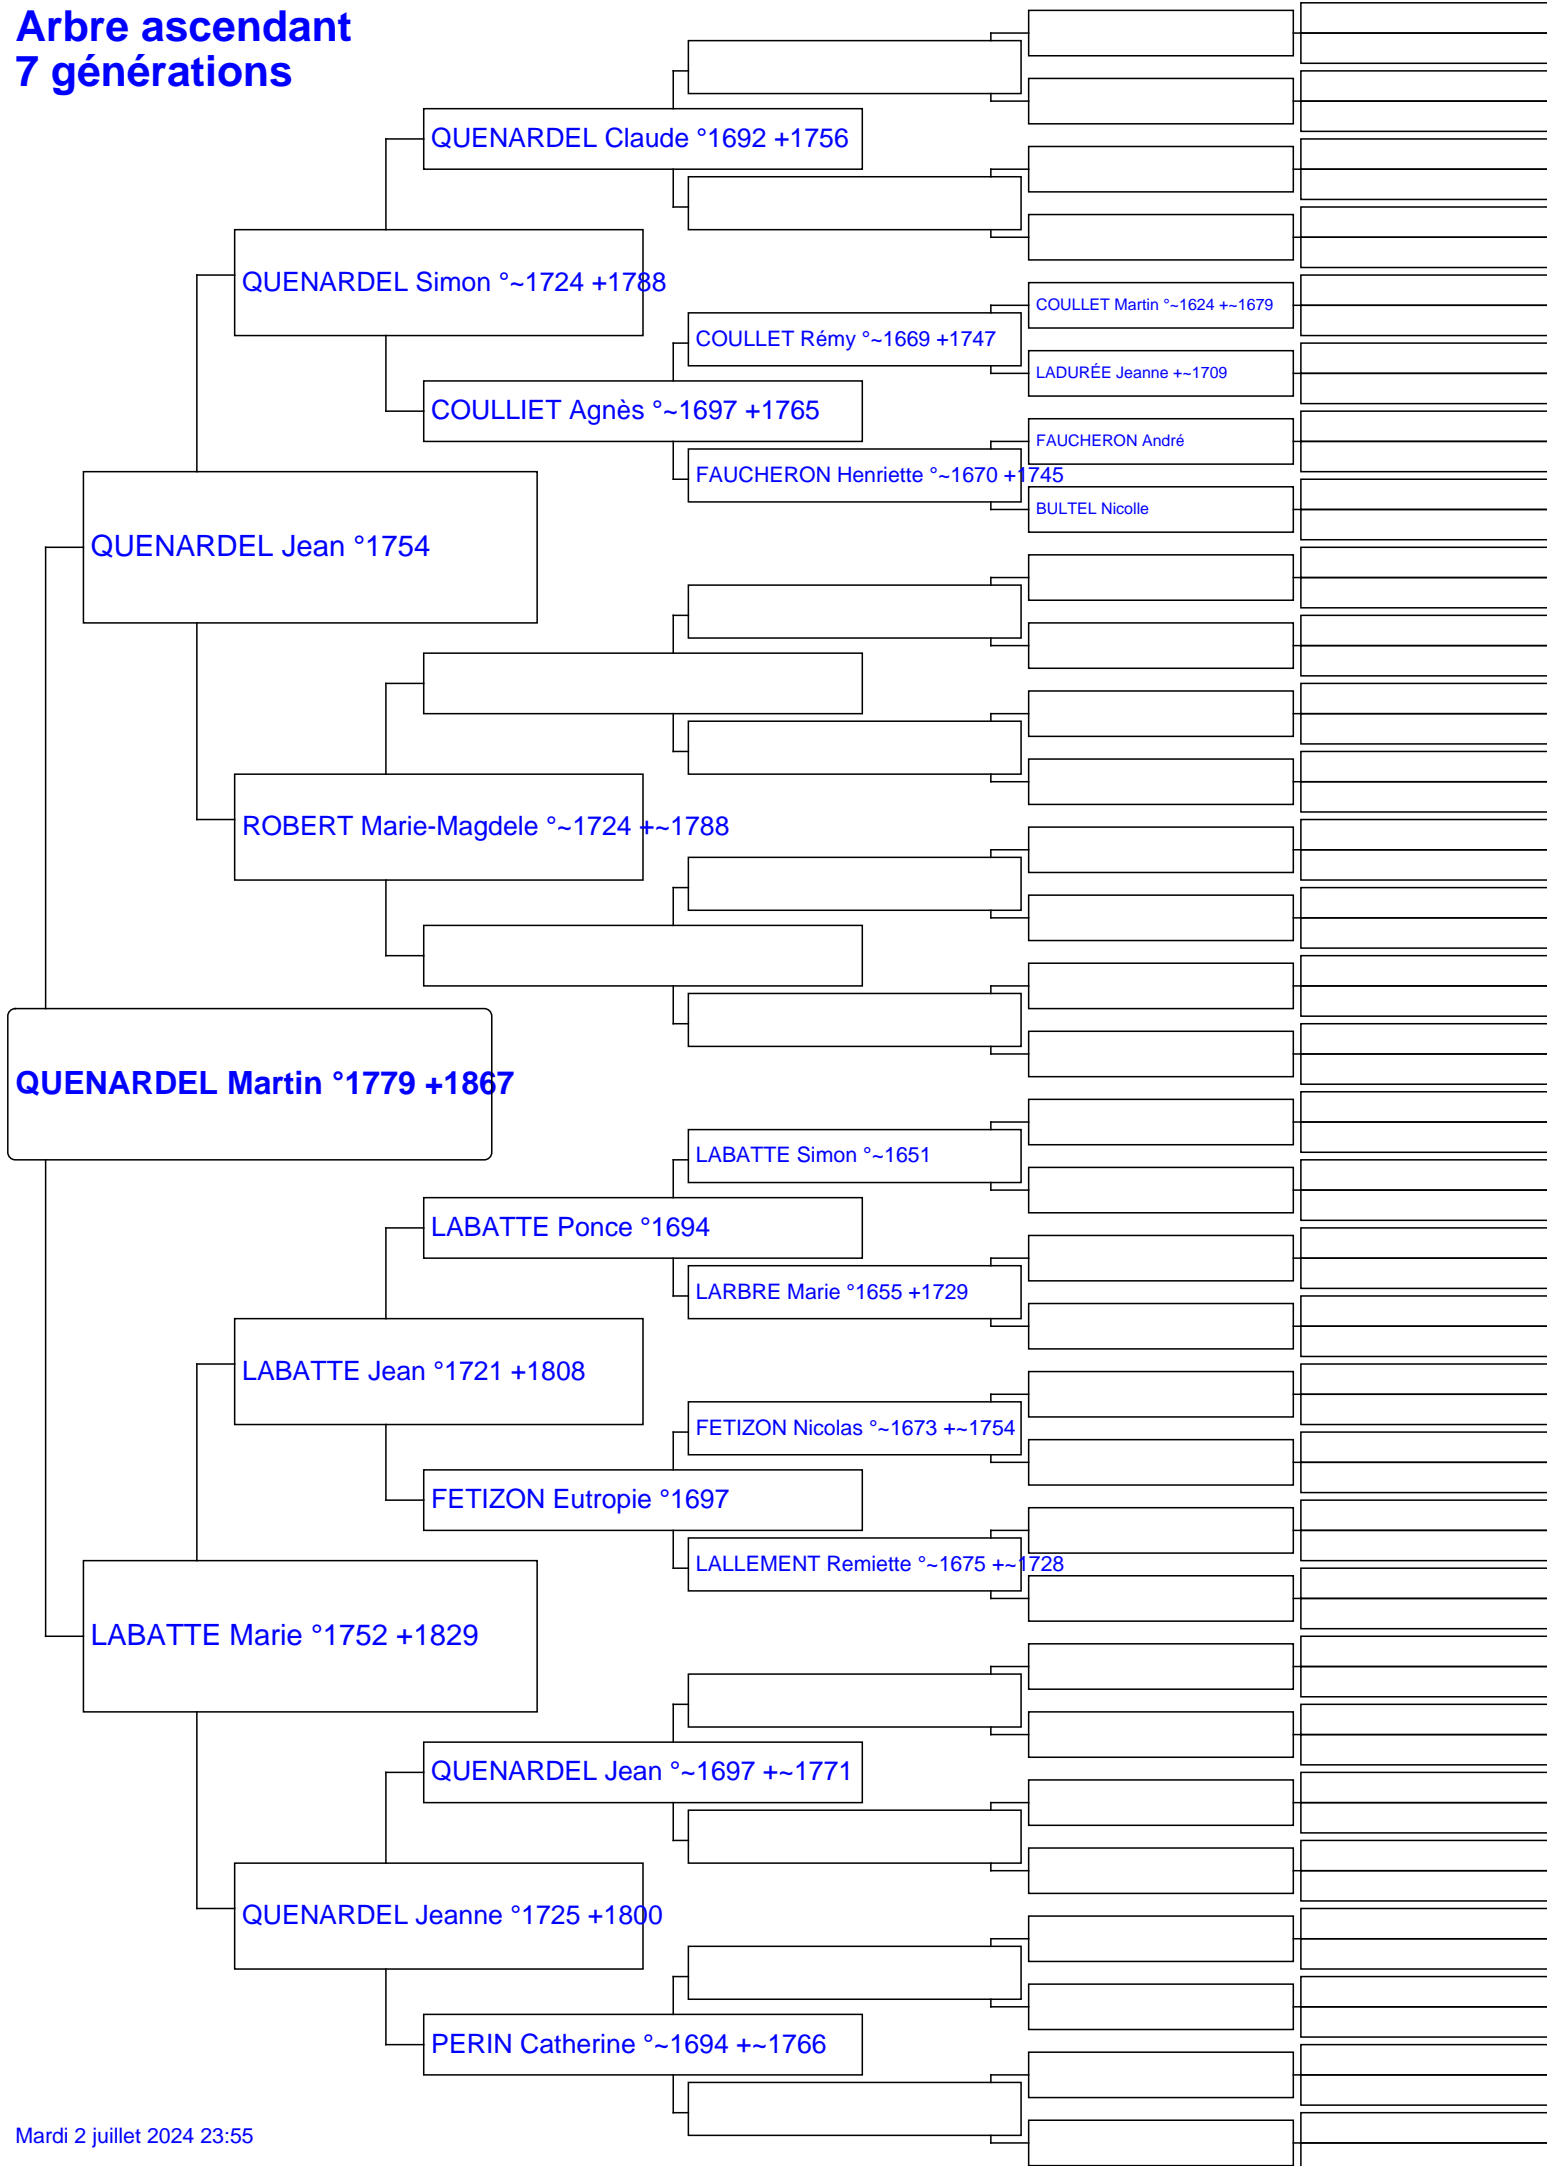 Arbre ascendant
7 générations
QUENARDEL Claude °1692 +1756
QUENARDEL Simon °~1724 +1788
COULLET Martin °~1624 +~1679
COULLET Rémy °~1669 +1747
LADURÉE Jeanne +~1709
COULLIET Agnès °~1697 +1765
FAUCHERON André
FAUCHERON Henriette °~1670 +1745
BULTEL Nicolle
QUENARDEL Jean °1754
ROBERT Marie-Magdele °~1724 +~1788
QUENARDEL Martin °1779 +1867
LABATTE Simon °~1651
LABATTE Ponce °1694
LARBRE Marie °1655 +1729
LABATTE Jean °1721 +1808
FETIZON Nicolas °~1673 +~1754
FETIZON Eutropie °1697
LALLEMENT Remiette °~1675 +~1728
LABATTE Marie °1752 +1829
QUENARDEL Jean °~1697 +~1771
QUENARDEL Jeanne °1725 +1800
PERIN Catherine °~1694 +~1766
Mardi 2 juillet 2024 23:55